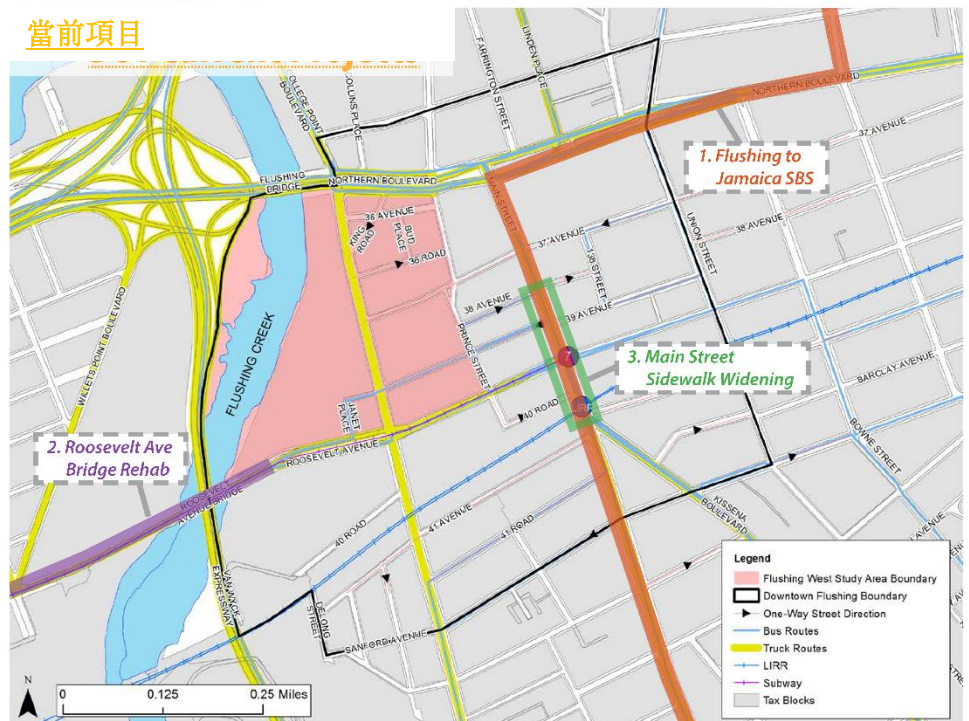 當前項目
COLLEGE POINT
BOULEVARD
COLLINS PLACE
FARRINGTON STREET
LINDEN PLACE
NORTHERN BOULEVARD
37 AVENUE
1. Flushing to
Jamaica SBS
FLUSHING
BRIDGE
NORTHERN BOULEVARD
MAIN STREET
UNION STREET
36 AVENUE
KING
ROAD
BUD
PLACE
36 ROAD
37 AVENUE
138 STREET
38 AVENUE
38 AVENUE
39 AVENUE
PRINCE STREET
WILLETS POINT BOULEVARD
FLUSHING CREEK
7
3. Main Street
Sidewalk Widening
BARCLAY AVENUE
LIRR
40 ROAD
JANET
PLACE
ROOSEVELT AVENUE
2. Roosevelt Ave
Bridge Rehab
ROOSEVELT
AVENUE BRIDGE
BOWNE STREET
KISSENA
BOULEVARD
40 ROAD
41 AVENUE
41 ROAD
AVENUE
VAN WYCK
EXPRESSWAY
DELONG
STREET
SANFORD AVENUE
Legend
Flushing West Study Area Boundary
Downtown Flushing Boundary
One-Way Street Direction
Bus Routes
Truck Routes
LIRR
Subway
Tax Blocks
N
0 0.125 0.25 Miles